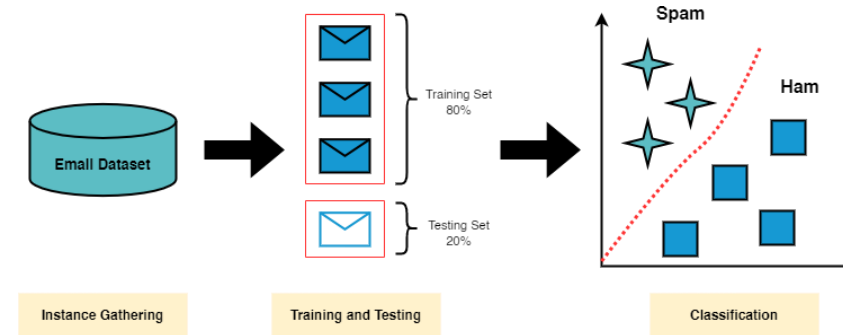 Spam
Ham
Email Dataset
Training Set
80%
Testing Set
20%
Instance Gathering
Training and Testing
Classification